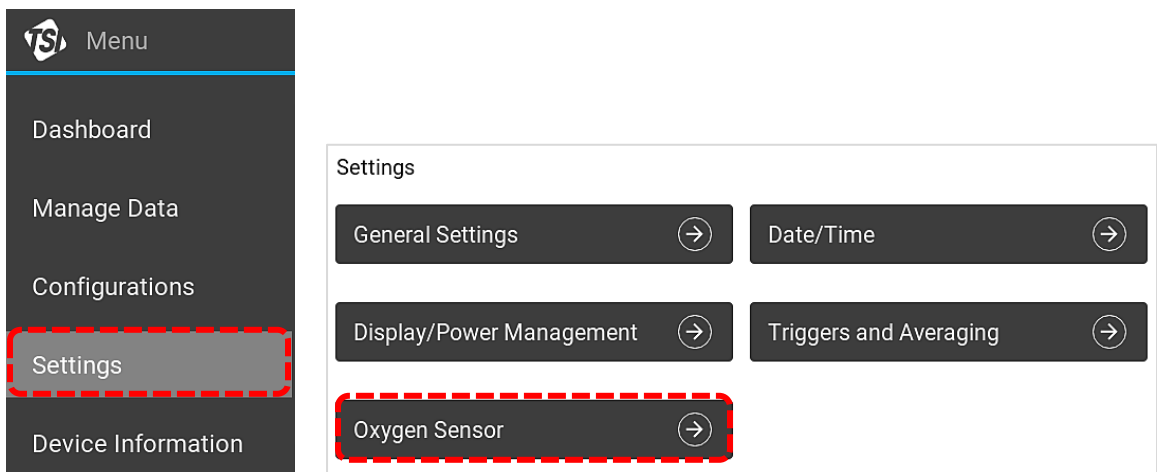 TSI Menu
Dashboard
Manage Data
Configurations
Settings
Device Information
Settings
General Settings
Date/Time
Display/Power Management
Triggers and Averaging
Oxygen Sensor